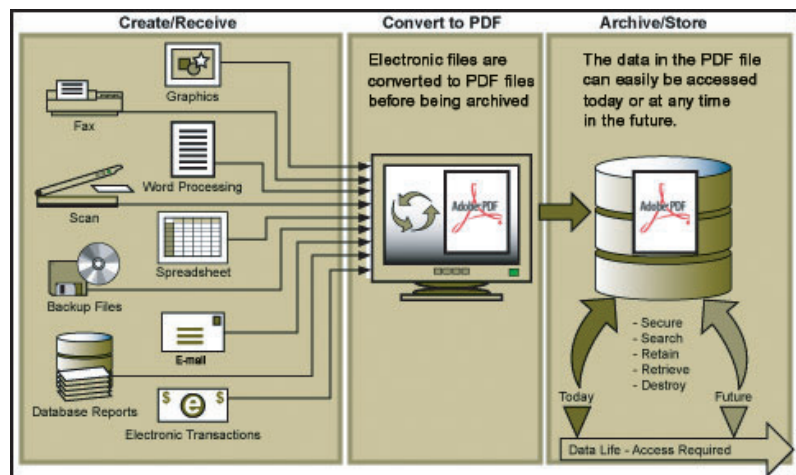 Create/Receive
Convert to PDF
Archive/Store
Graphics
Fax
Word Processing
Scan
Spreadsheet
Backup Files
E-mail
Database Reports
$ e $
Electronic Transactions
Electronic files are
converted to PDF files
before being archived
Adobe PDF
The data in the PDF file
can easily be accessed
today or at any time
in the future.
Adobe PDF
- Secure
- Search
- Retain
- Retrieve
- Destroy
Today
Future
Data Life - Access Required